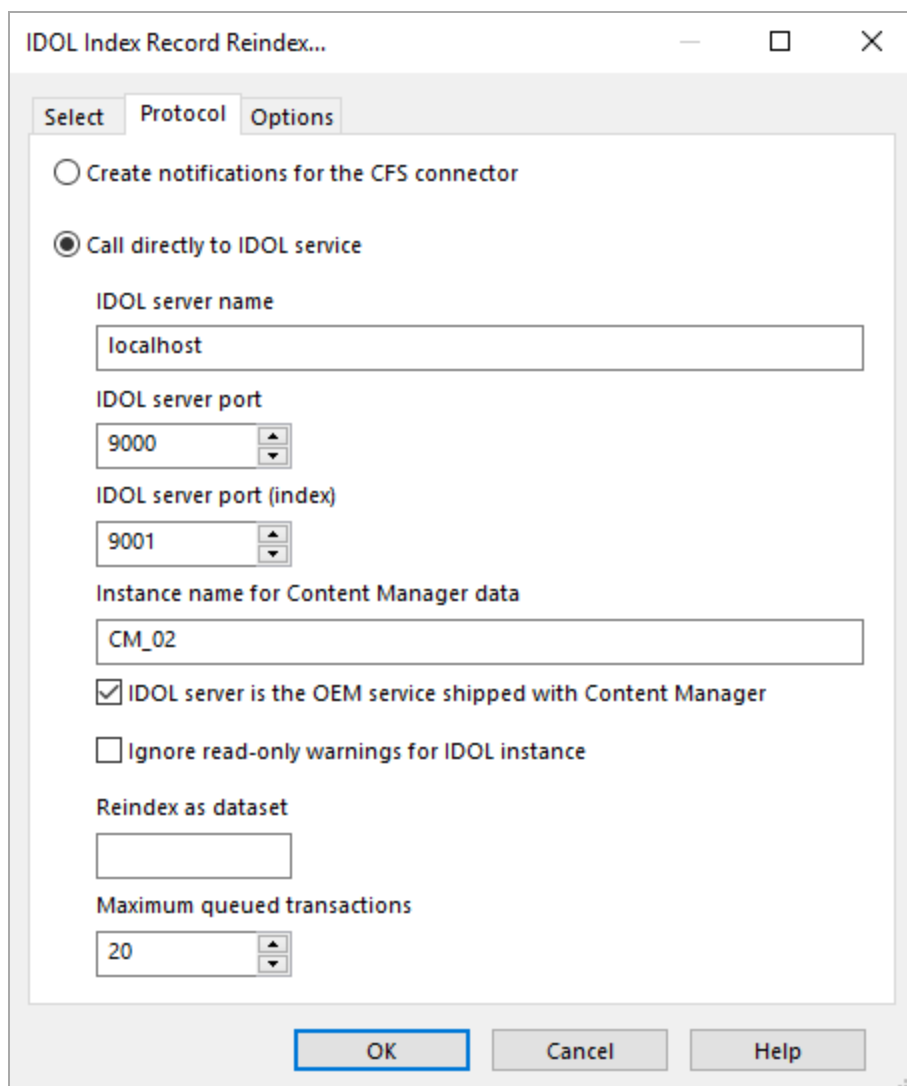 IDOL Index Record Reindex...
Select Protocol Options
Create notifications for the CFS connector
Call directly to IDOL service
IDOL server name
localhost
IDOL server port
9000
IDOL server port (index)
9001
Instance name for Content Manager data
CM_02
IDOL server is the OEM service shipped with Content Manager
Ignore read-only warnings for IDOL instance
Reindex as dataset
Maximum queued transactions
20
OK Cancel Help